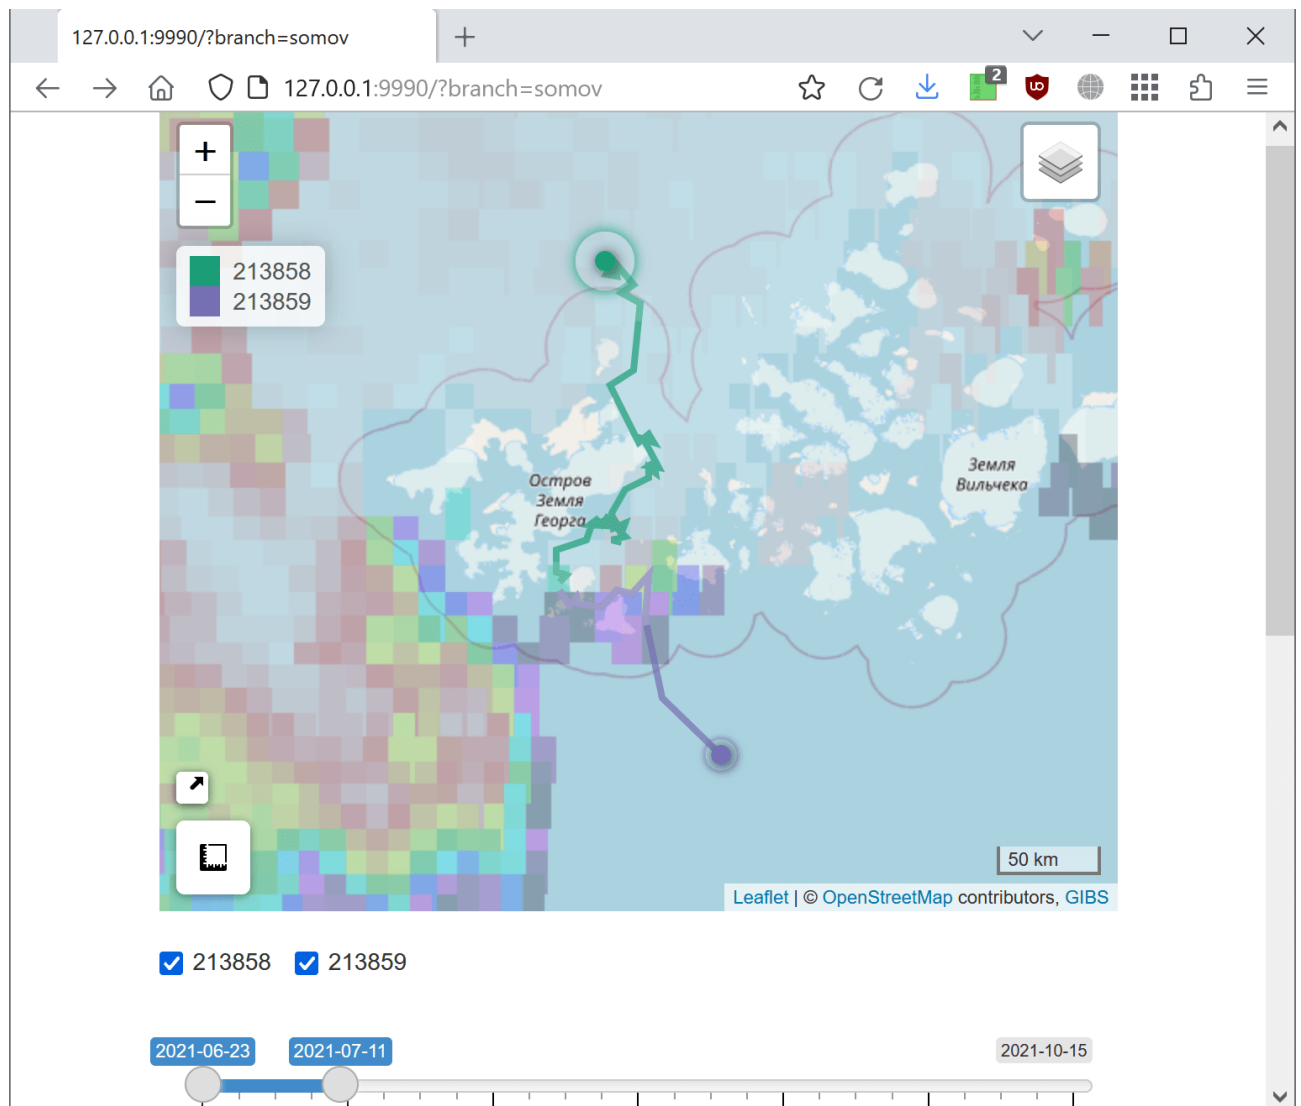 127.0.0.1:9990/?branch=somov
127.0.0.1:9990/?branch=somov
2
+
−
213858
213859
Остров
Земля
Георга
Земля
Вильчека
50 km
Leaflet | © OpenStreetMap contributors, GIBS
213858 213859
2021-06-23 2021-07-11 2021-10-15